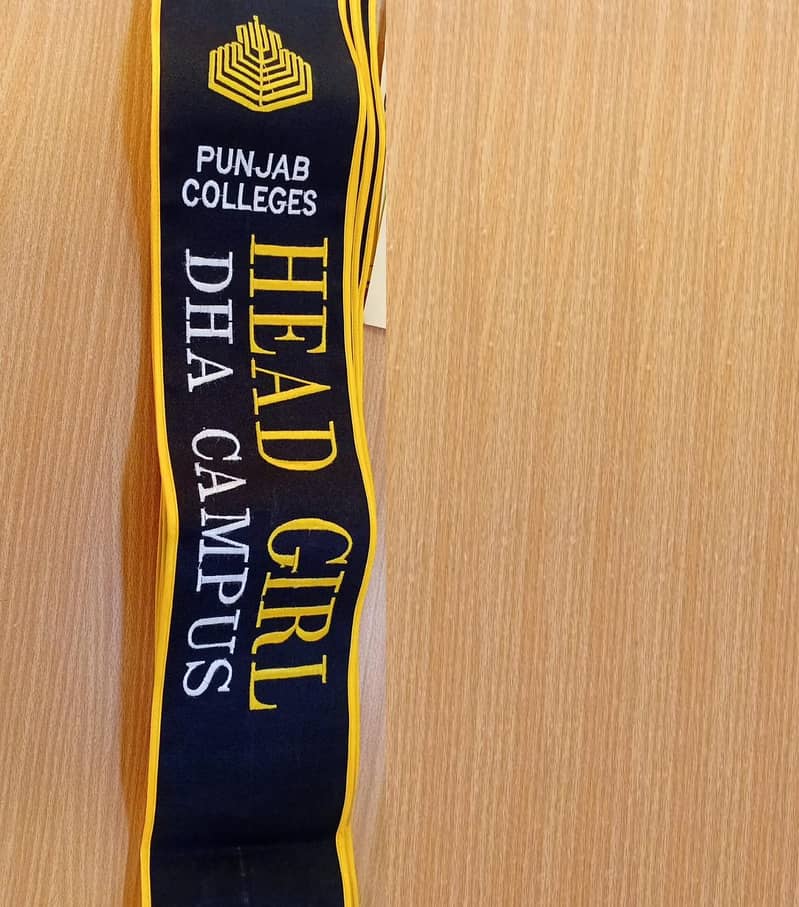 PUNJAB
COLLEGES
HEAD GIRL
DHA CAMPUS